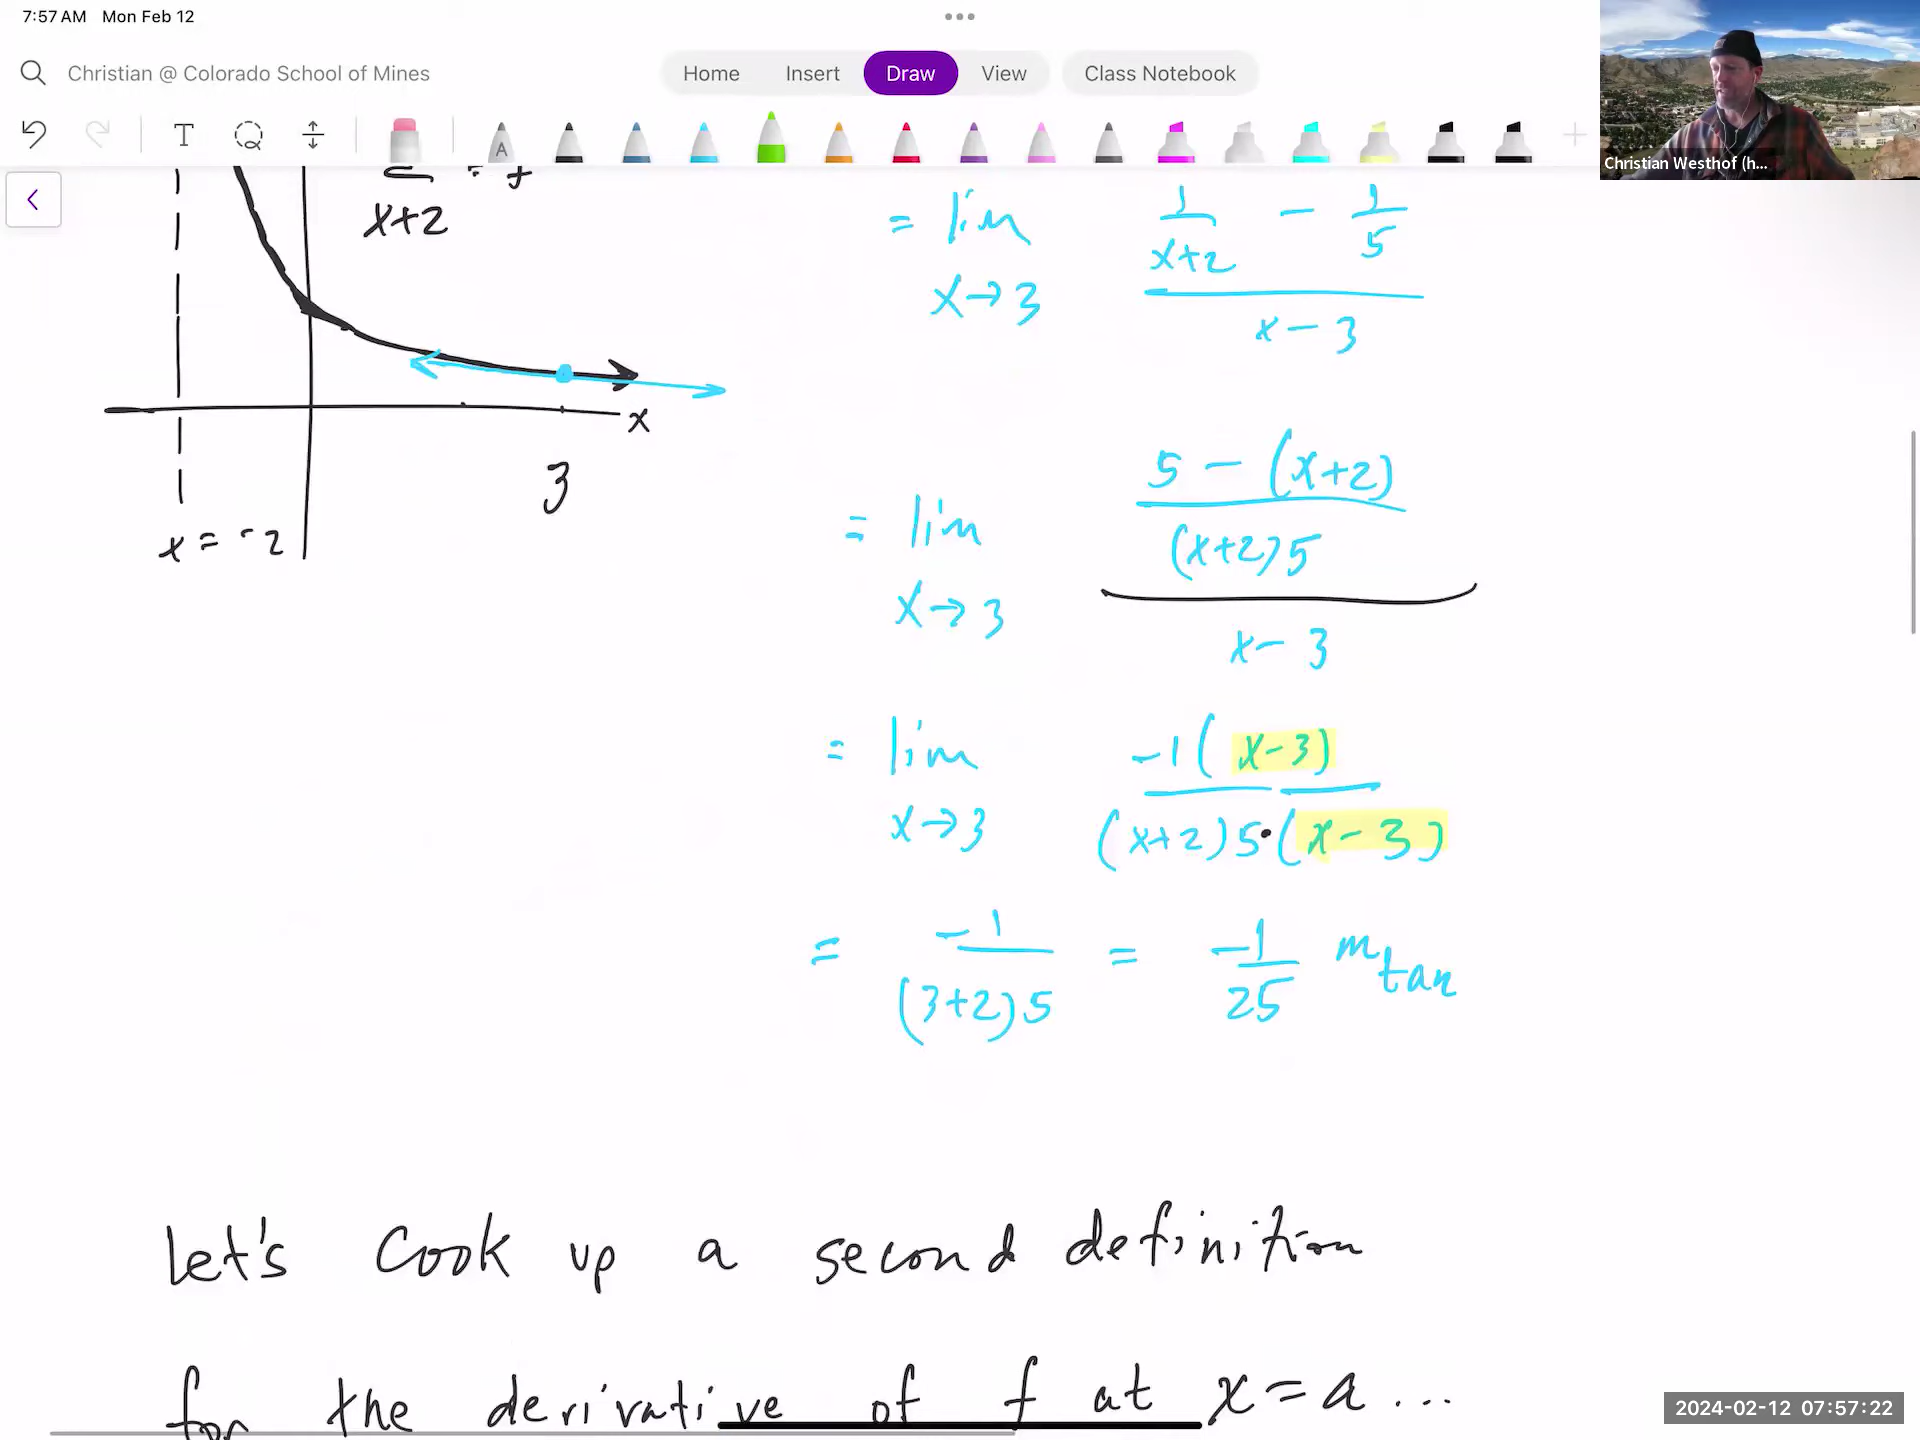 7:57 AM Mon Feb 12
Christian @ Colorado School of Mines
Home Insert Draw View Class Notebook
T
A
Christian Westhof (h...
x+2
x
3
x = -2
= lim 1/x+2 - 1/5
x→3 x-3
= lim 5-(x+2)
(x+2)5
x→3 x-3
= lim -1(x-3)
x→3 (x+2)5•(x-3)
= -1 = -1 m tan
(3+2)5 25
Let's cook up a second definition
for the derivative of f at x=a...
2024-02-12 07:57:22